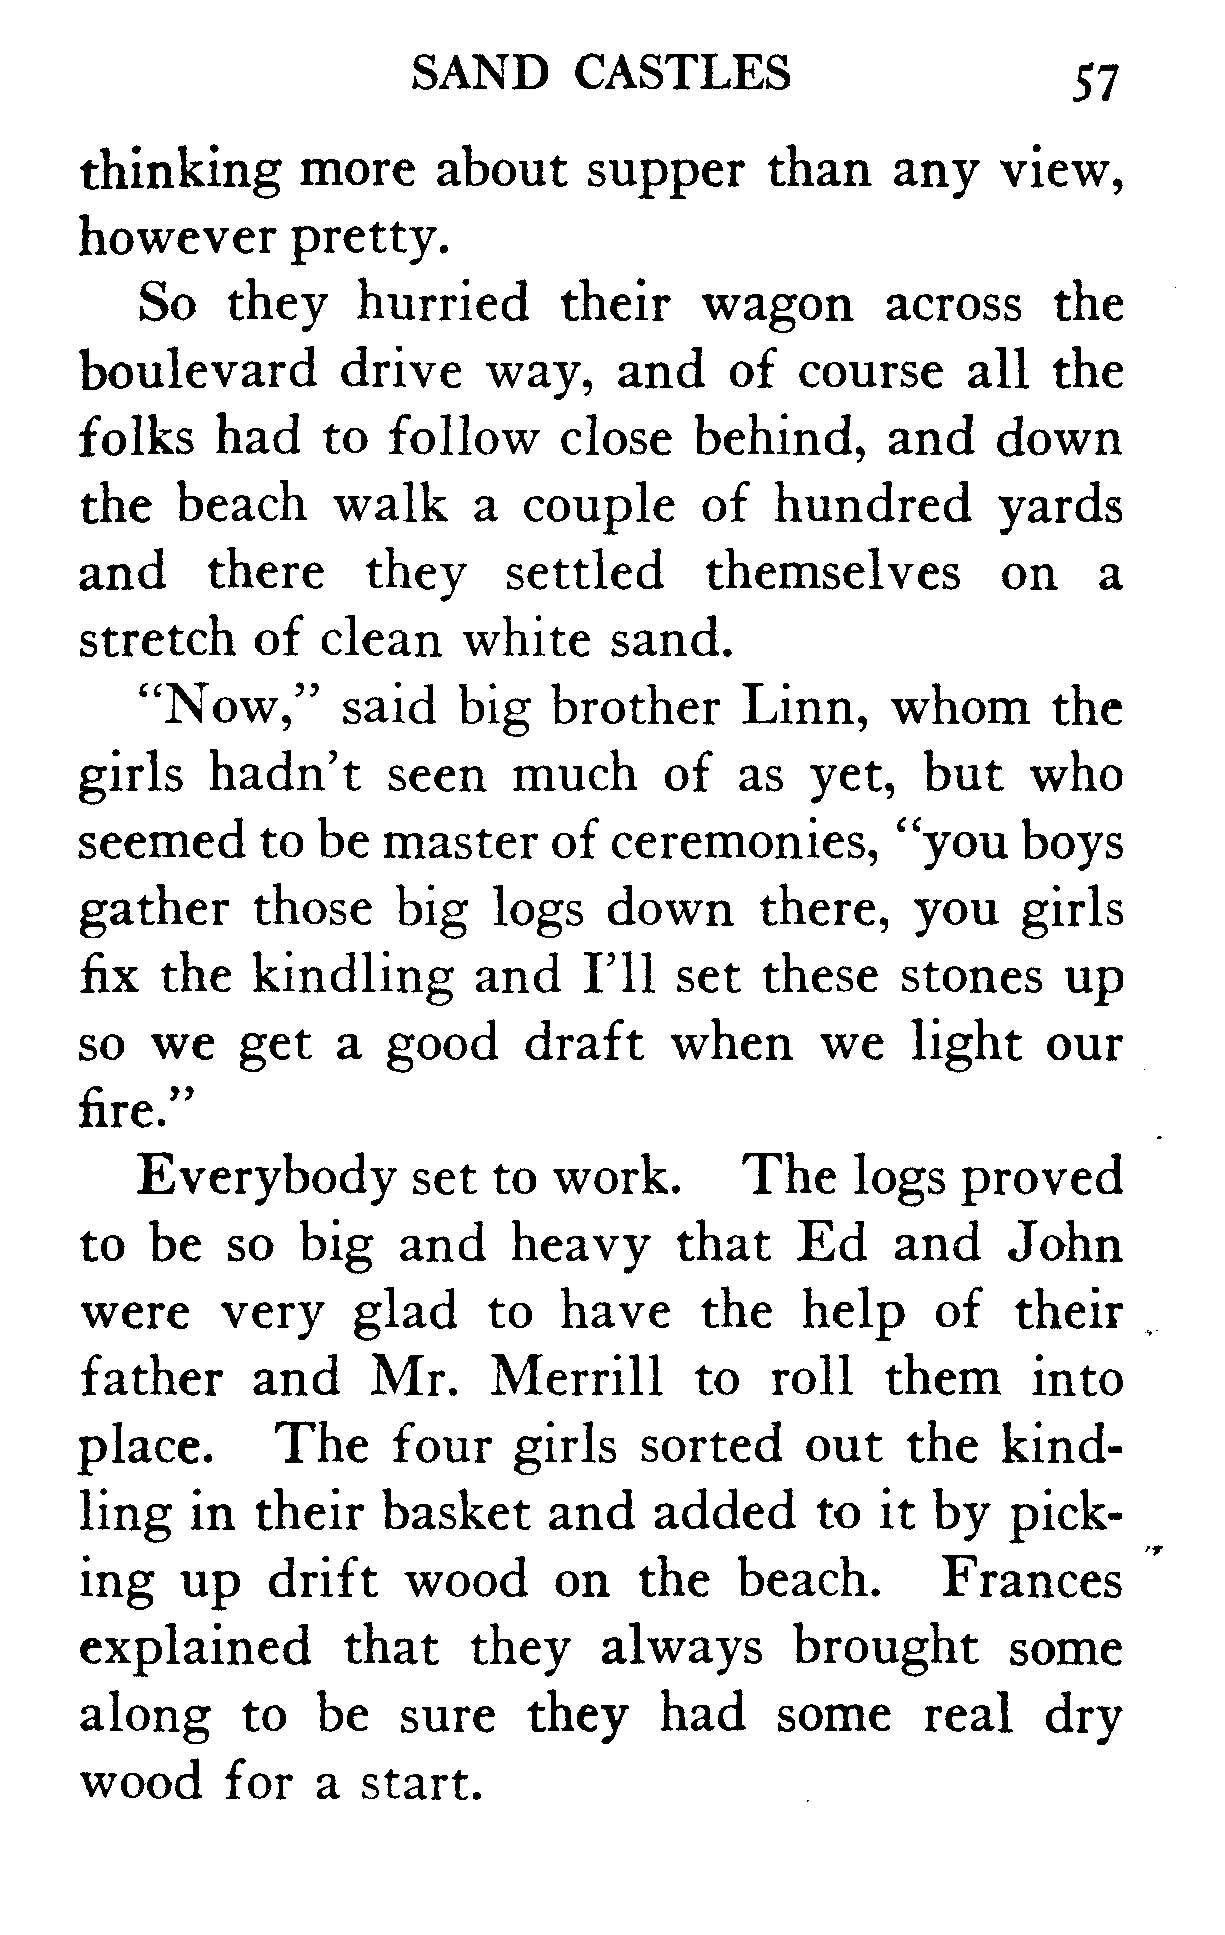 SAND CASTLES 57
thinking more about supper than any view,
however pretty.
So they hurried their wagon across the
boulevard drive way, and of course all the
folks had to follow close behind, and down
the beach walk a couple of hundred yards
and there they settled themselves on a
stretch of clean white sand.
“Now,” said big brother Linn, whom the
girls hadn’t seen much of as yet, but who
seemed to be master of ceremonies, “you boys
gather those big logs down there, you girls
fix the kindling and I’ll set these stones up
so we get a good draft when we light our
fire.”
Everybody set to work. The logs proved
to be so big and heavy that Ed and John
were very glad to have the help of their
father and Mr. Merrill to roll them into
place. The four girls sorted out the kind-
ling in their basket and added to it by pick-
ing up drift wood on the beach. Frances
explained that they always brought some
along to be sure they had some real dry
wood for a start.